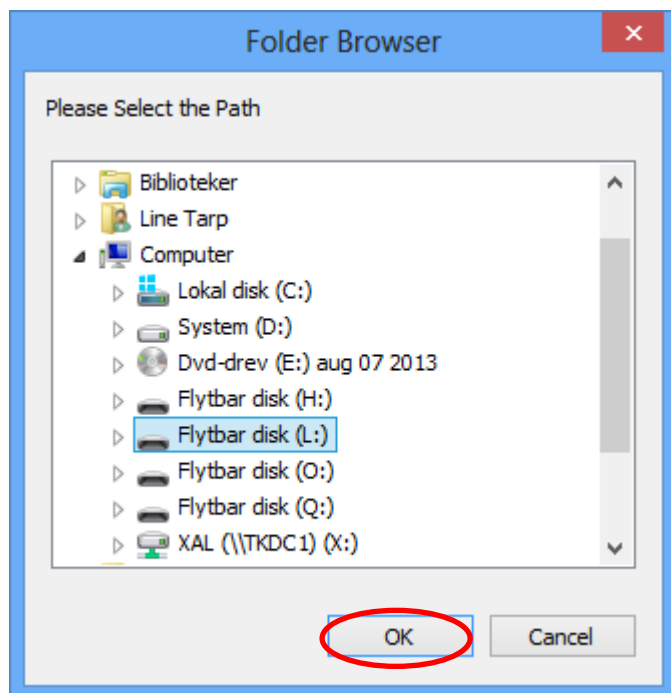 Folder Browser
Please Select the Path
Biblioteker
Line Tarp
Computer
Lokal disk (C:)
System (D:)
Dvd-drev (E:) aug 07 2013
Flytbar disk (H:)
Flytbar disk (L:)
Flytbar disk (O:)
Flytbar disk (Q:)
XAL (\\TKDC1) (X:)
OK Cancel